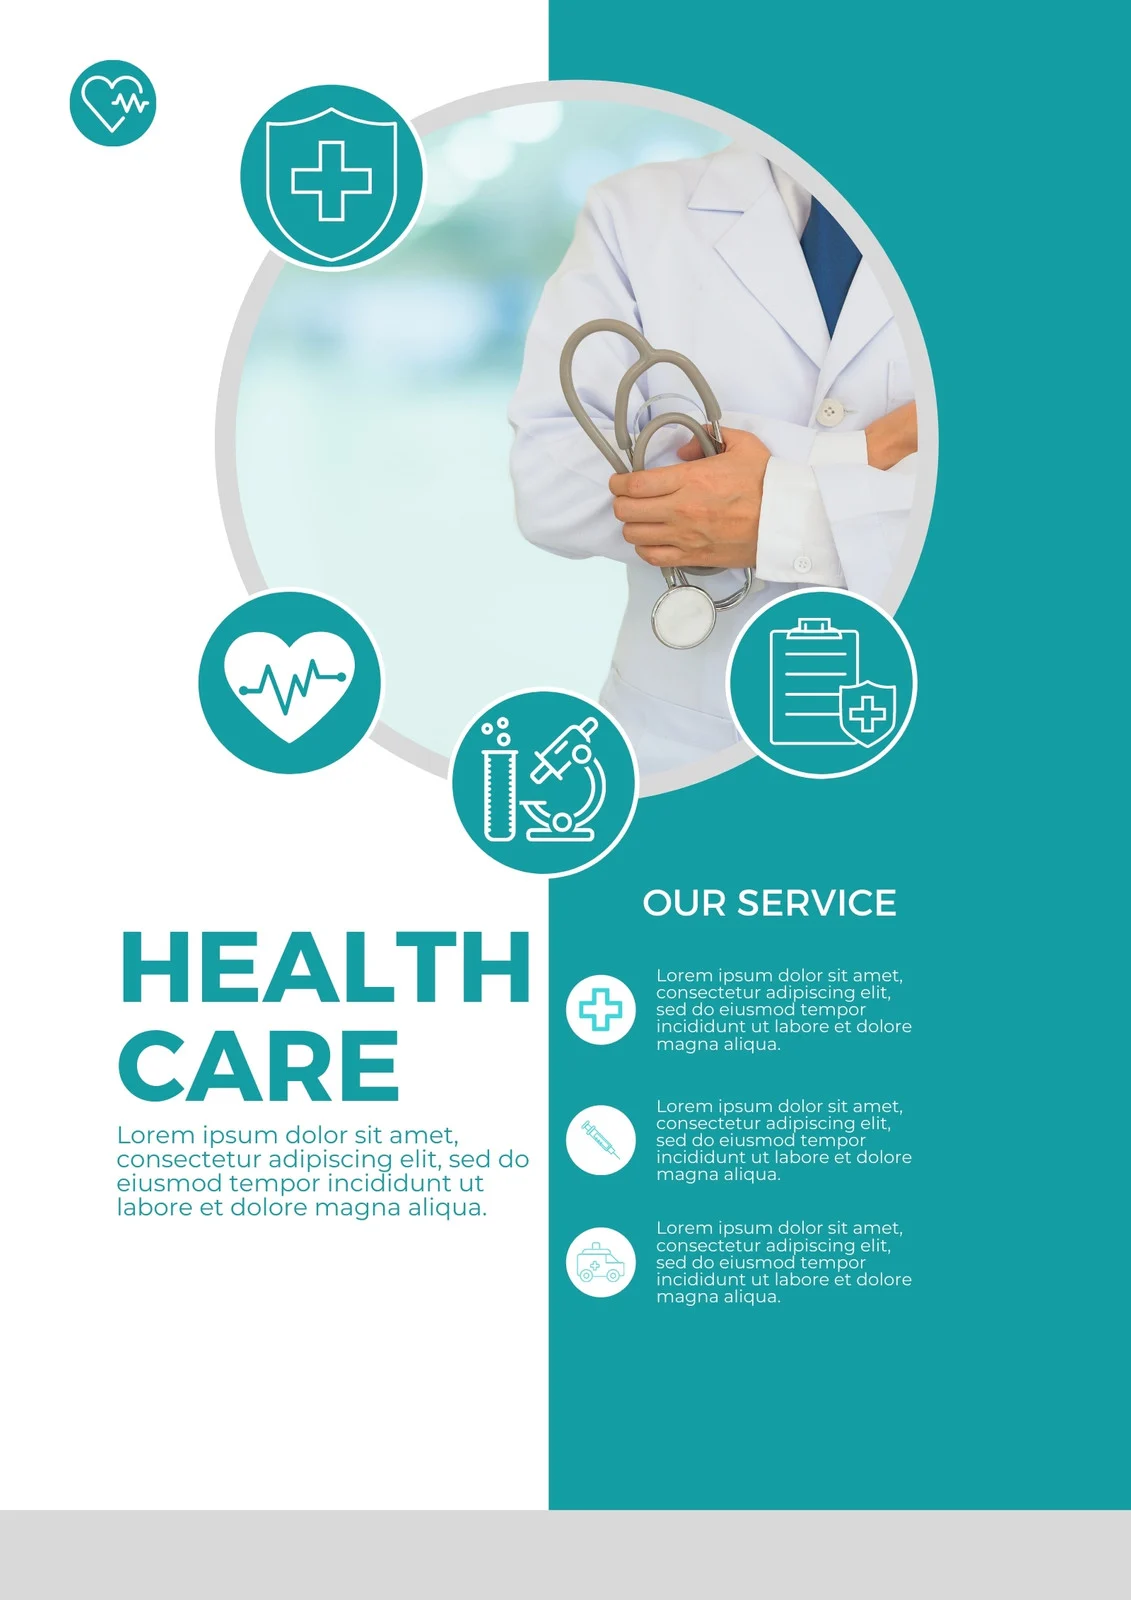 HEALTH
CARE
Lorem ipsum dolor sit amet,
consectetur adipiscing elit, sed do
eiusmod tempor incididunt ut
labore et dolore magna aliqua.
OUR SERVICE
Lorem ipsum dolor sit amet,
consectetur adipiscing elit,
sed do eiusmod tempor
incididunt ut labore et dolore
magna aliqua.
Lorem ipsum dolor sit amet,
consectetur adipiscing elit,
sed do eiusmod tempor
incididunt ut labore et dolore
magna aliqua.
Lorem ipsum dolor sit amet,
consectetur adipiscing elit,
sed do eiusmod tempor
incididunt ut labore et dolore
magna aliqua.